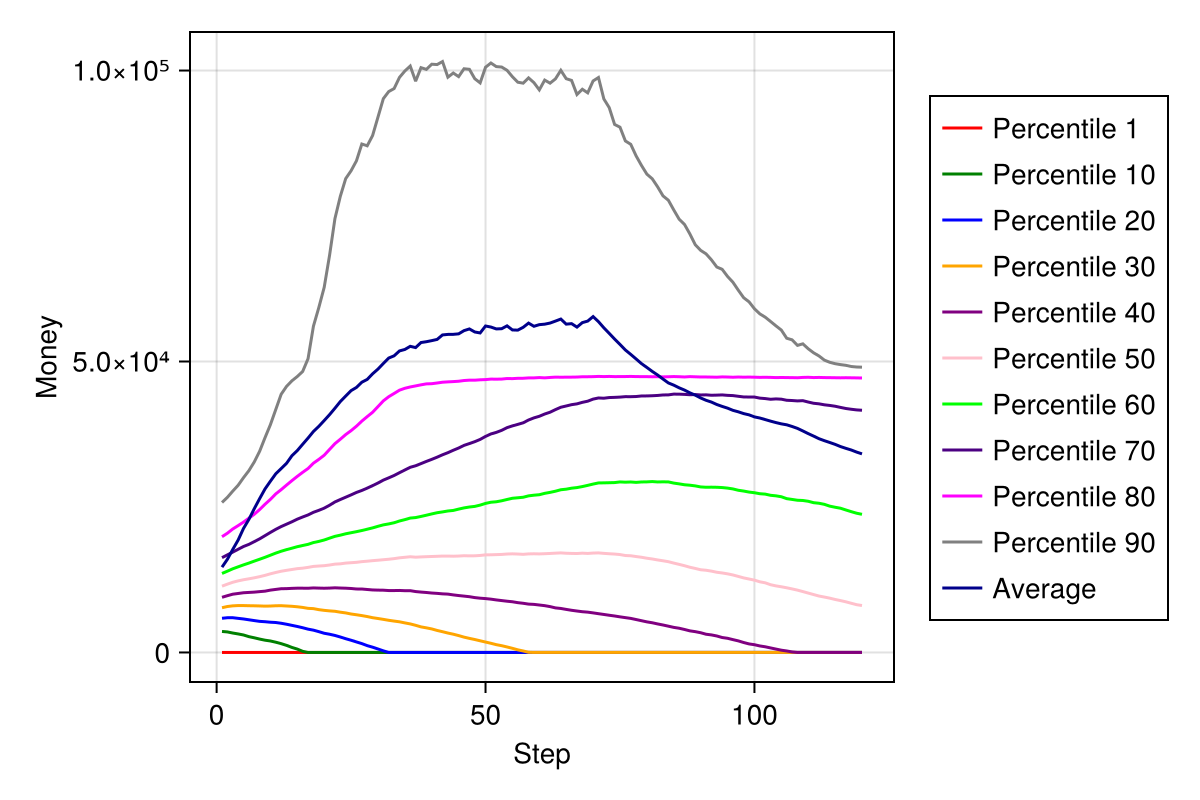 1.0×10⁵
5.0×10⁴
0
Money
0 50 100
Step
Percentile 1
Percentile 10
Percentile 20
Percentile 30
Percentile 40
Percentile 50
Percentile 60
Percentile 70
Percentile 80
Percentile 90
Average